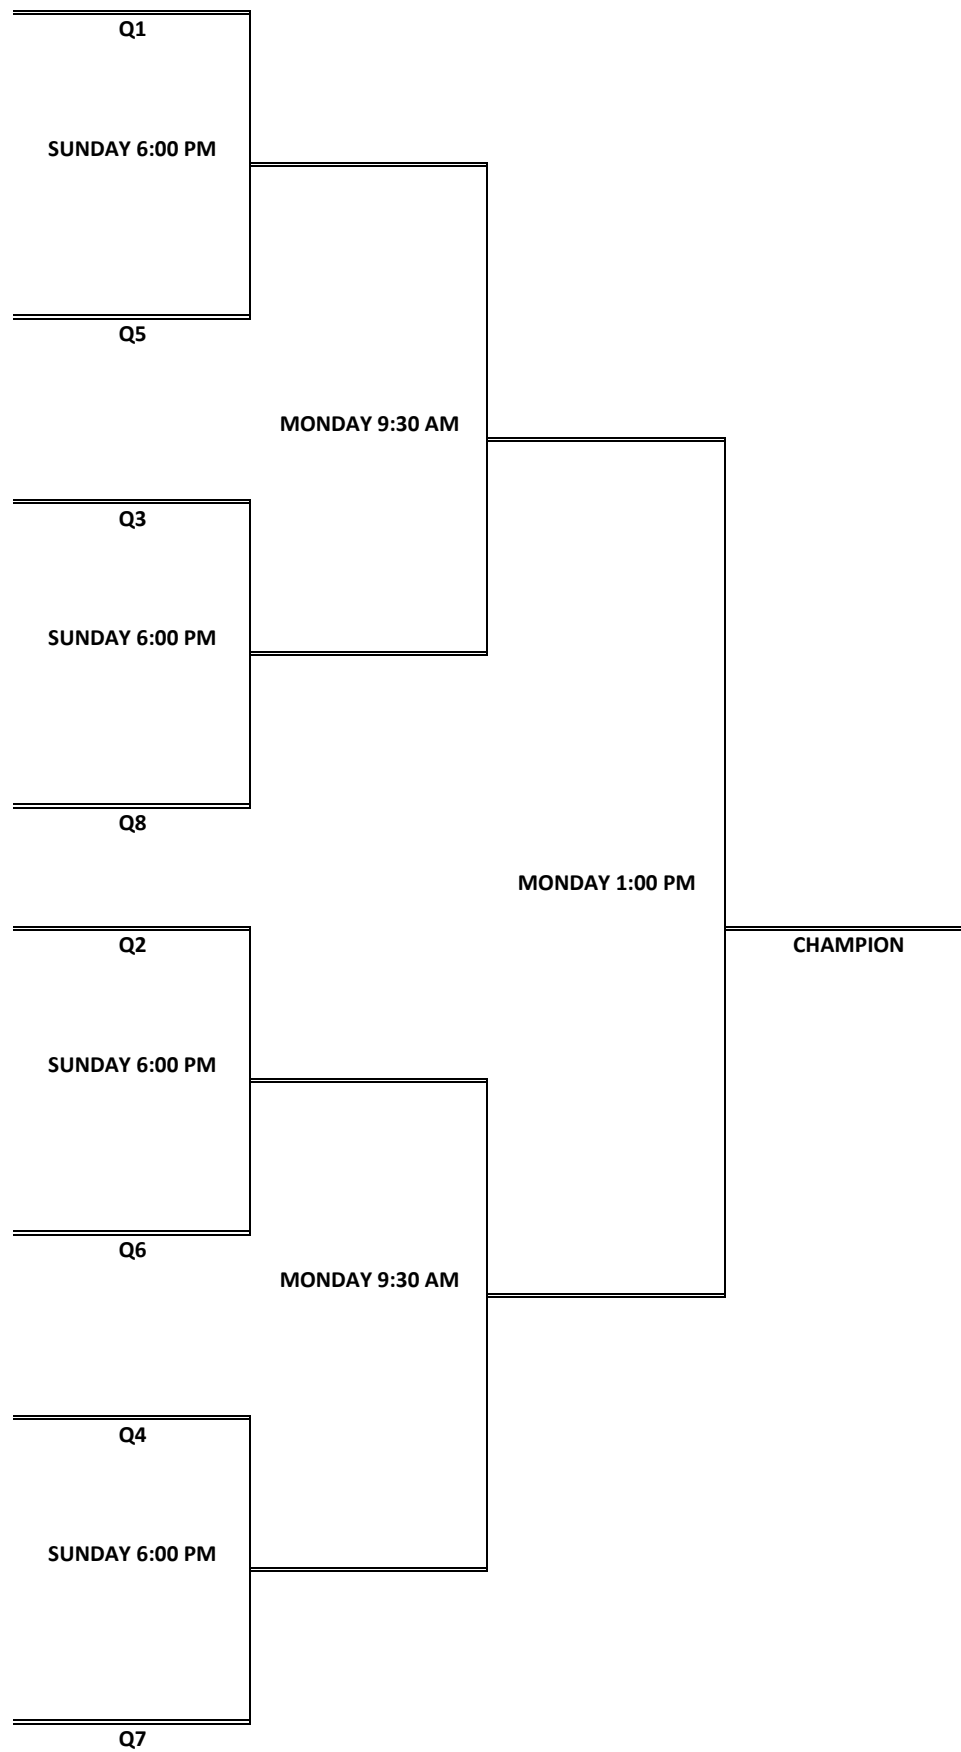 Q1
SUNDAY 6:00 PM
Q5
MONDAY 9:30 AM
Q3
SUNDAY 6:00 PM
Q8
MONDAY 1:00 PM
Q2
CHAMPION
SUNDAY 6:00 PM
Q6
MONDAY 9:30 AM
Q4
SUNDAY 6:00 PM
Q7